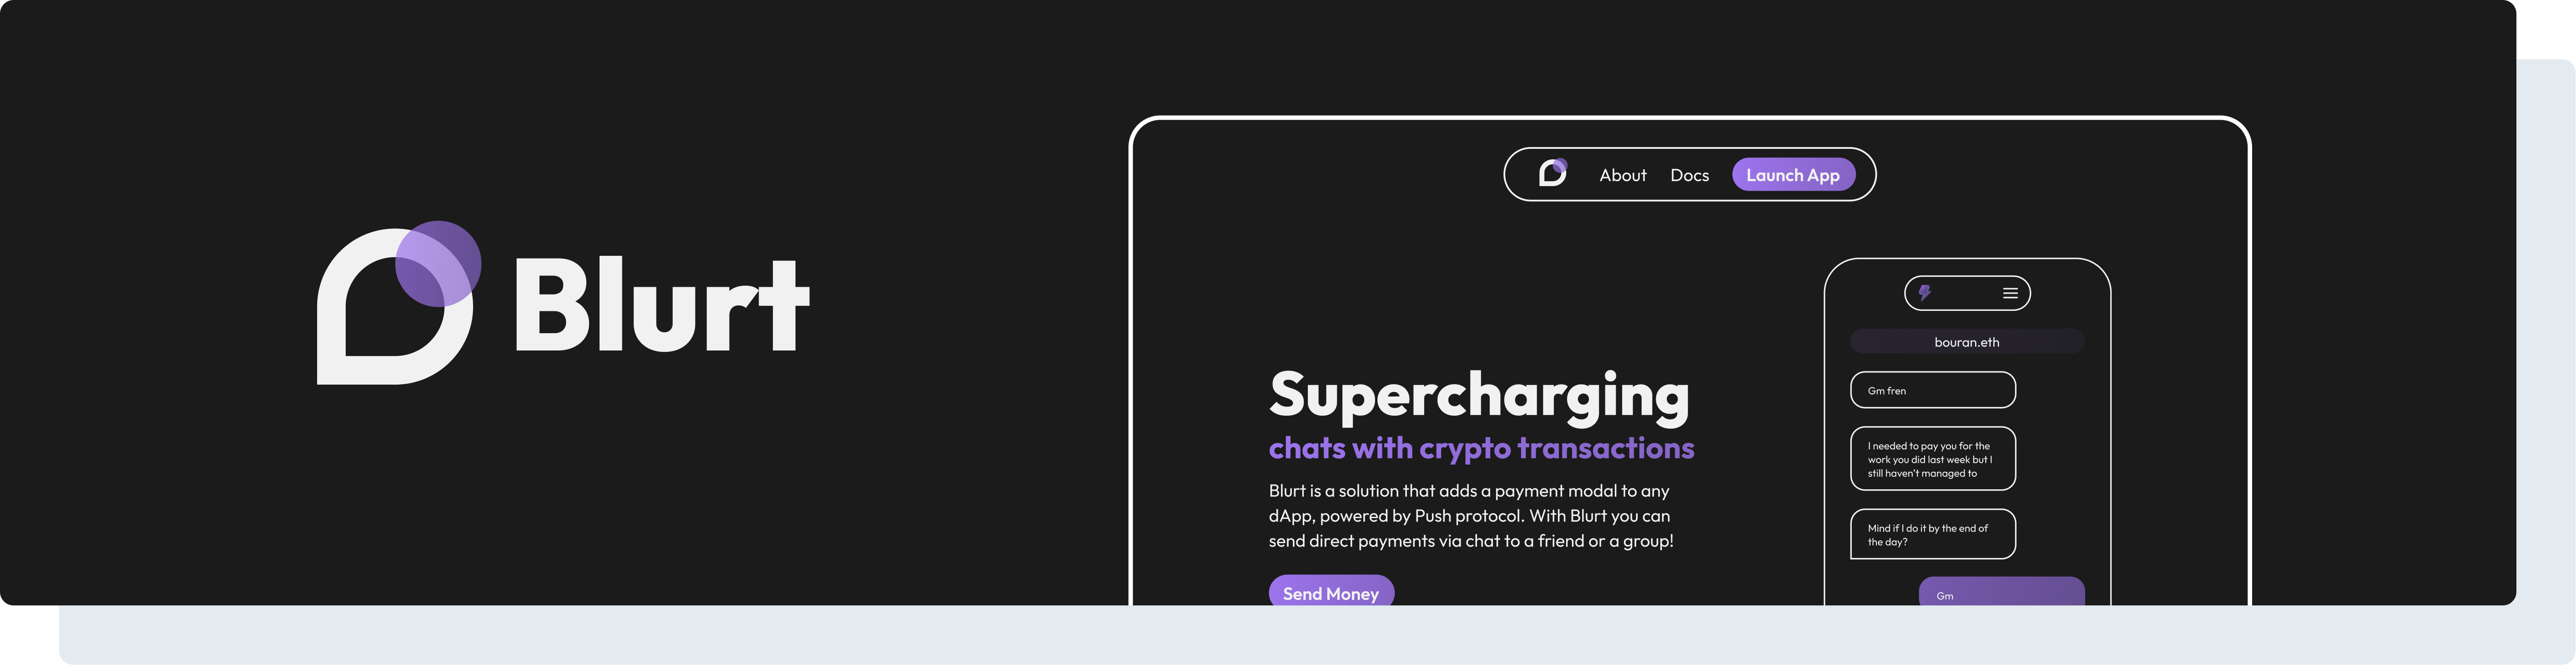 Blurt
About Docs Launch App
Supercharging
chats with crypto transactions
Blurt is a solution that adds a payment modal to any
dApp, powered by Push protocol. With Blurt you can
send direct payments via chat to a friend or a group!
Send Money
bouran.eth
Gm fren
I needed to pay you for the
work you did last week but I
still haven't managed to
Mind if I do it by the end of
the day?
Gm